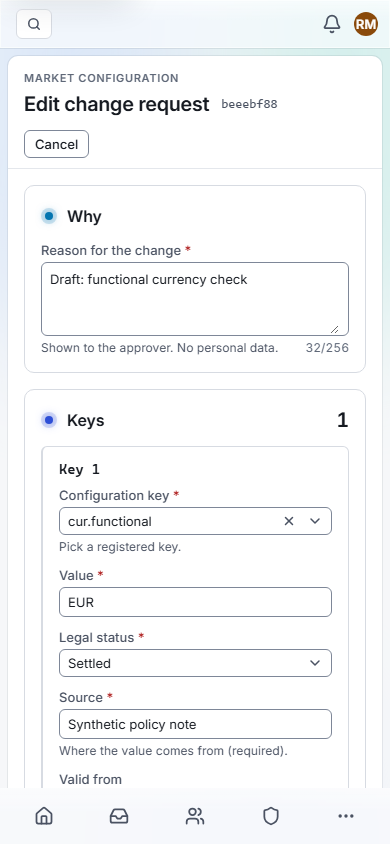 RM
MARKET CONFIGURATION
Edit change request beeebf88
Cancel
Why
Reason for the change *
Draft: functional currency check
Shown to the approver. No personal data. 32/256
Keys 1
Key 1
Configuration key *
cur.functional
Pick a registered key.
Value *
EUR
Legal status *
Settled
Source *
Synthetic policy note
Where the value comes from (required).
Valid from